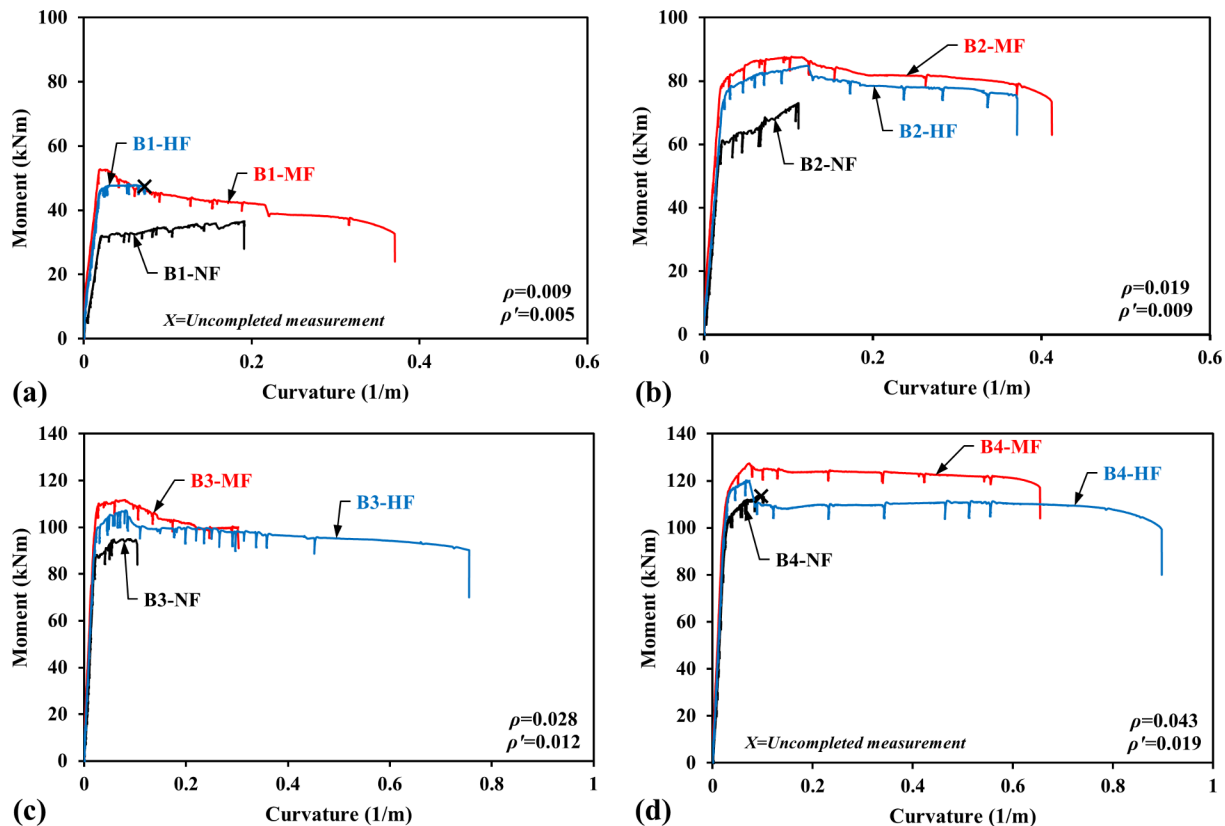 100
80
60
40
20
0
Moment (kNm)
B1-HF
B1-MF
B1-NF
X=Uncompleted measurement
ρ=0.009
ρ'=0.005
0
0.2
0.4
0.6
Curvature (1/m)
(a)
100
80
60
40
20
0
Moment (kNm)
B2-MF
B2-HF
B2-NF
ρ=0.019
ρ'=0.009
0
0.2
0.4
0.6
Curvature (1/m)
(b)
140
120
100
80
60
40
20
0
Moment (kNm)
B3-MF
B3-HF
B3-NF
ρ=0.028
ρ'=0.012
0
0.2
0.4
0.6
0.8
1
Curvature (1/m)
(c)
140
120
100
80
60
40
20
0
Moment (kNm)
B4-MF
B4-HF
B4-NF
X=Uncompleted measurement
ρ=0.043
ρ'=0.019
0
0.2
0.4
0.6
0.8
1
Curvature (1/m)
(d)